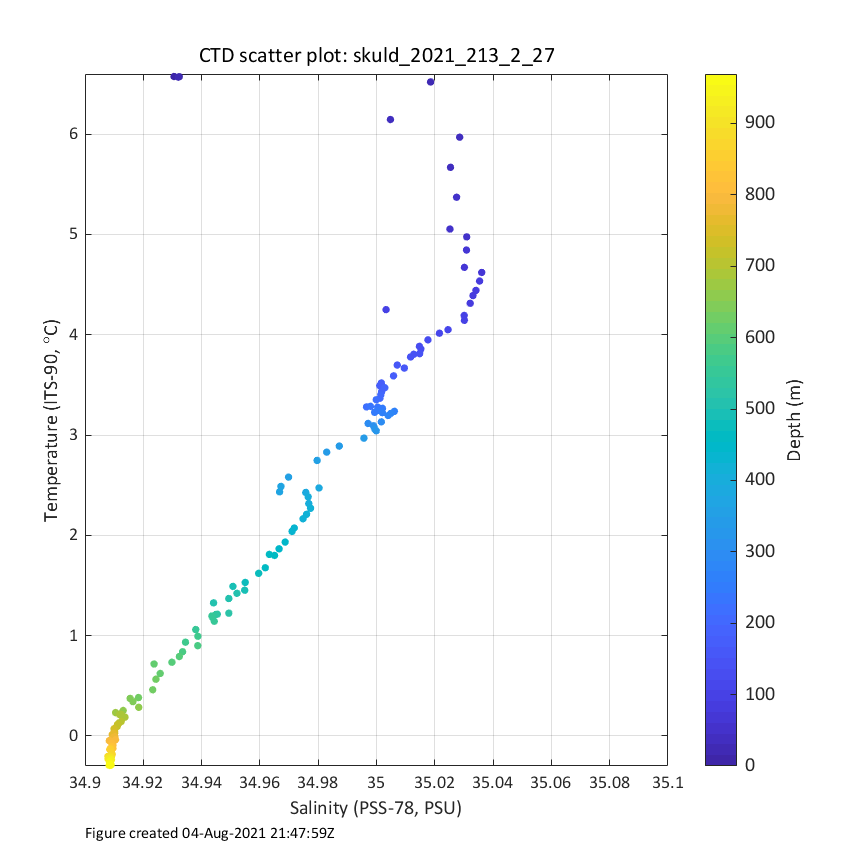 CTD scatter plot: skuld_2021_213_2_27
6
5
4
3
2
1
0
Temperature (ITS-90, °C)
34.9 34.92 34.94 34.96 34.98 35 35.02 35.04 35.06 35.08 35.1
Salinity (PSS-78, PSU)
900
800
700
600
500
400
300
200
100
0
Depth (m)
Figure created 04-Aug-2021 21:47:59Z